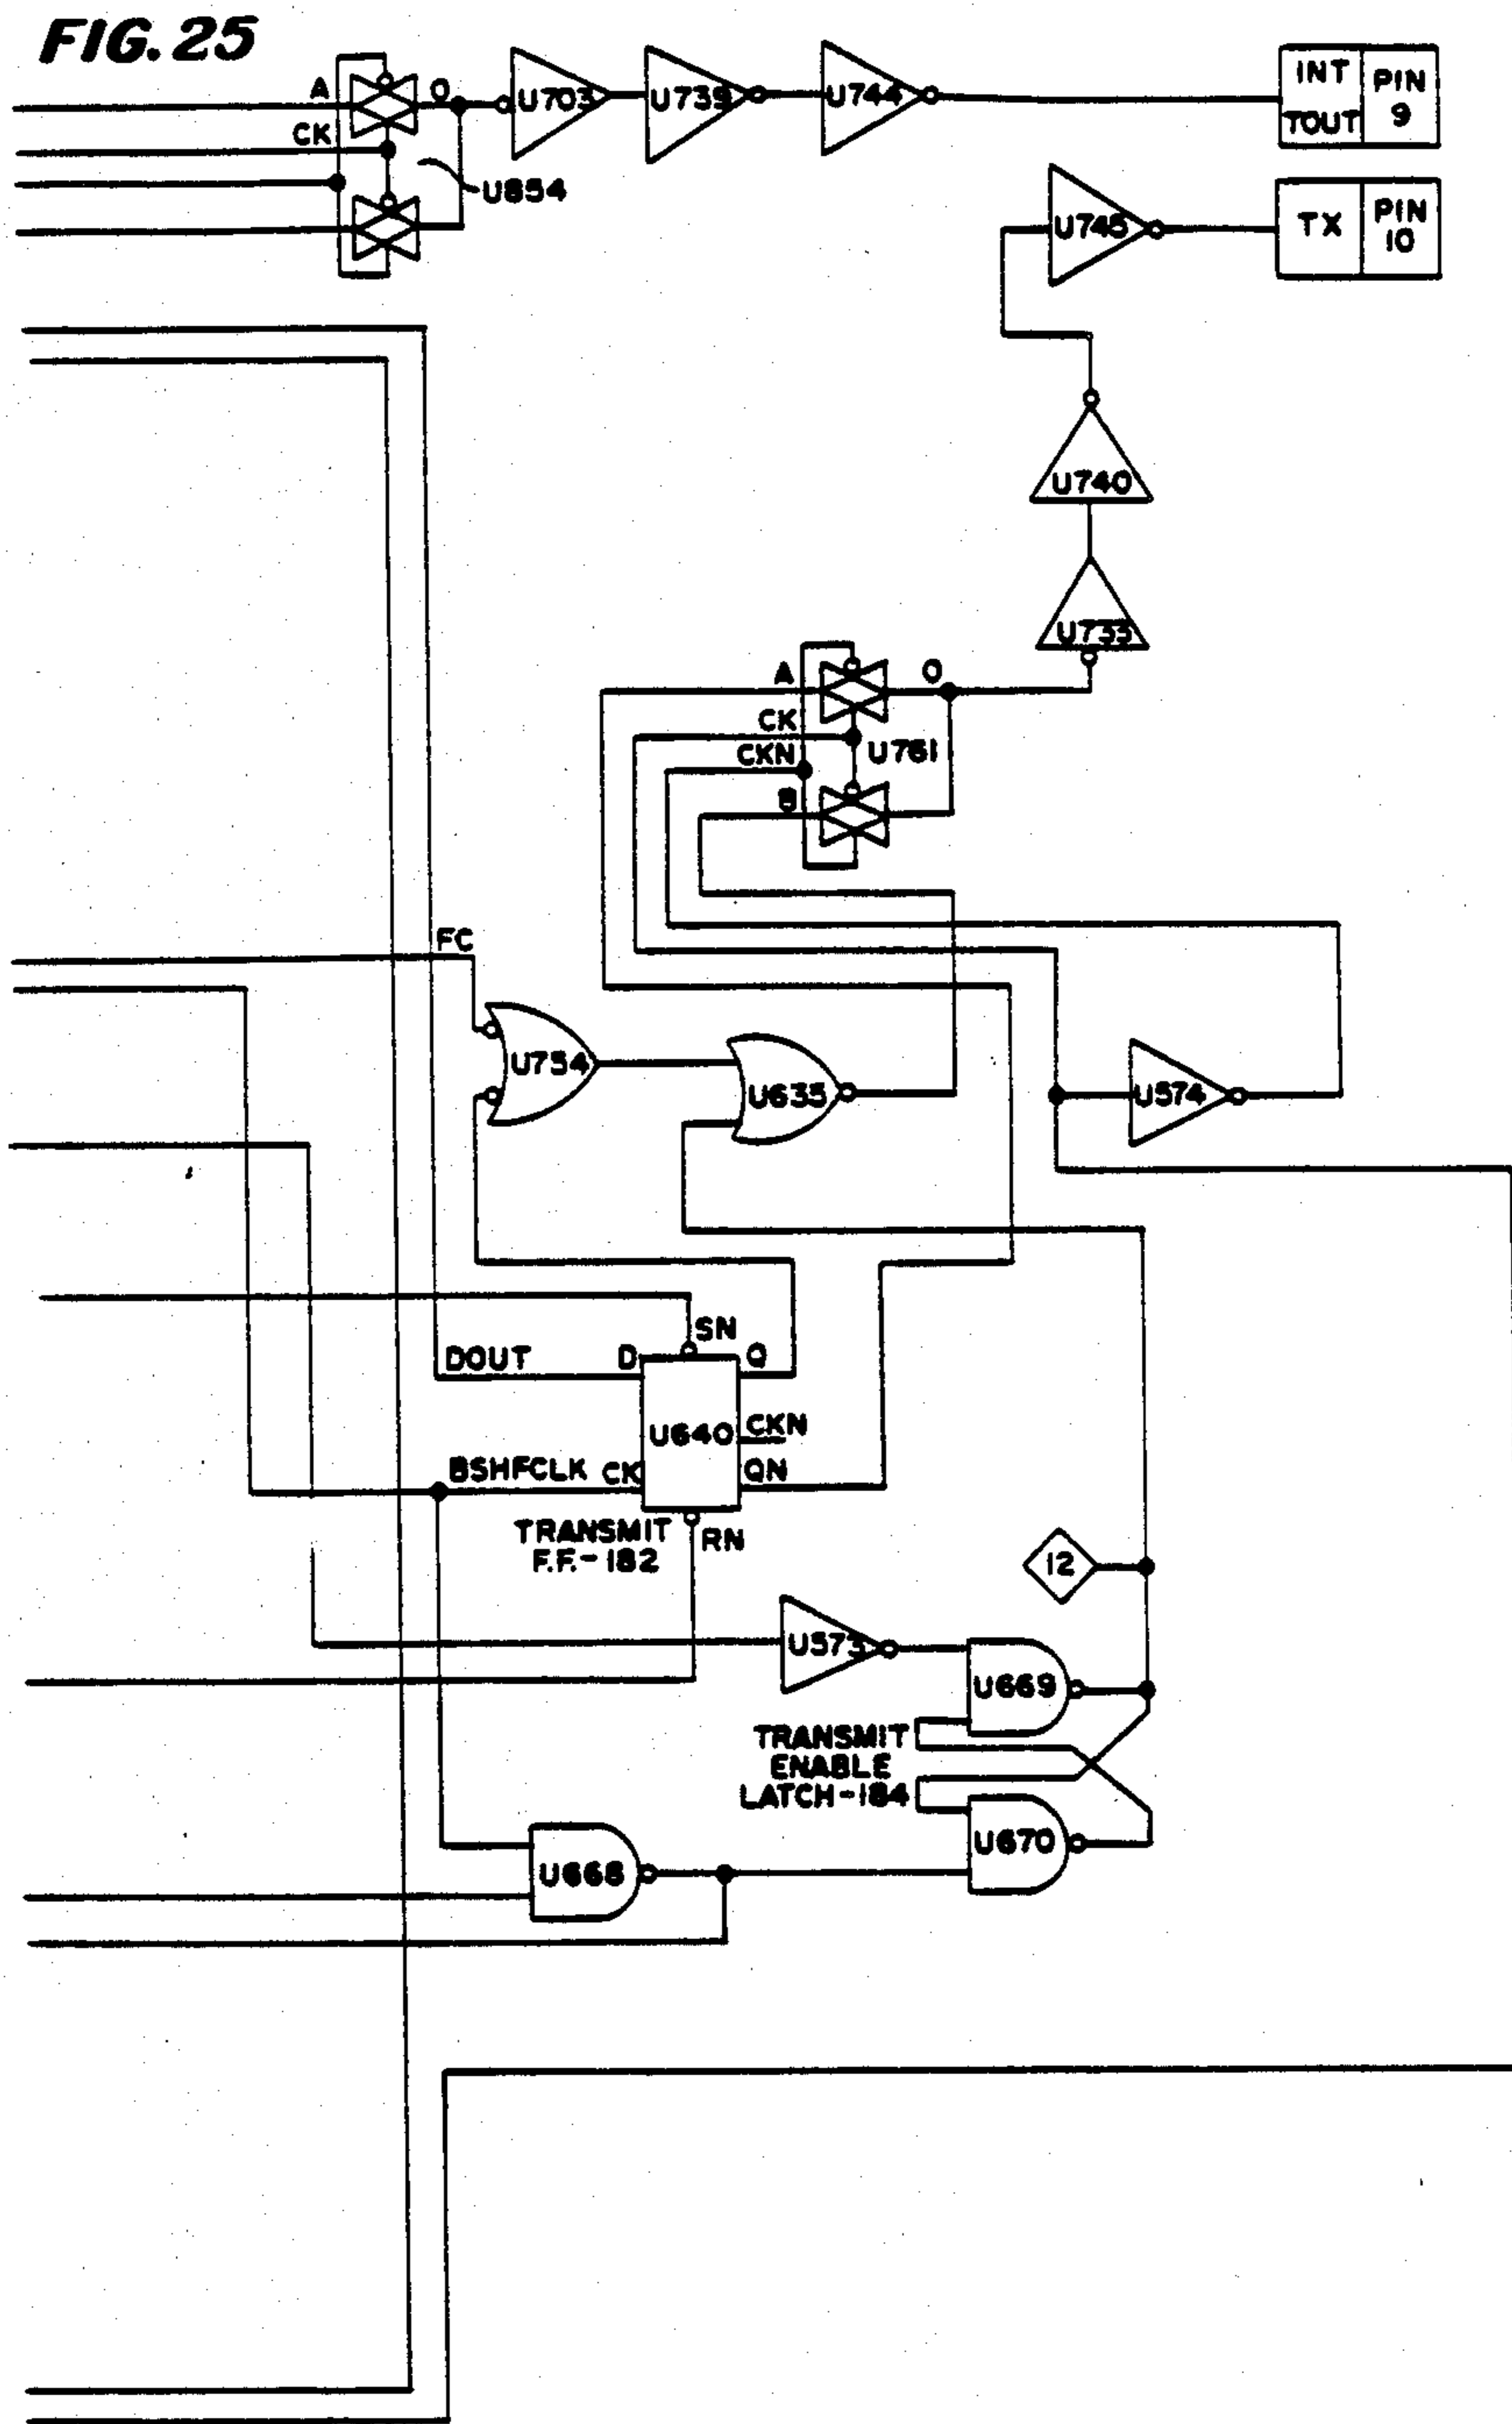 FIG. 25
A
O
U703
U739
U744
INT
TOUT
PIN
9
CK
U854
U745
TX
PIN
10
U740
U733
A
O
CK
U761
CKN
B
FC
U754
U635
U574
SN
DOUT
D
Q
U640
CKN
BSHFCLK
CK
QN
TRANSMIT
F.F.-182
RN
12
U573
U669
TRANSMIT
ENABLE
LATCH-184
U670
U668